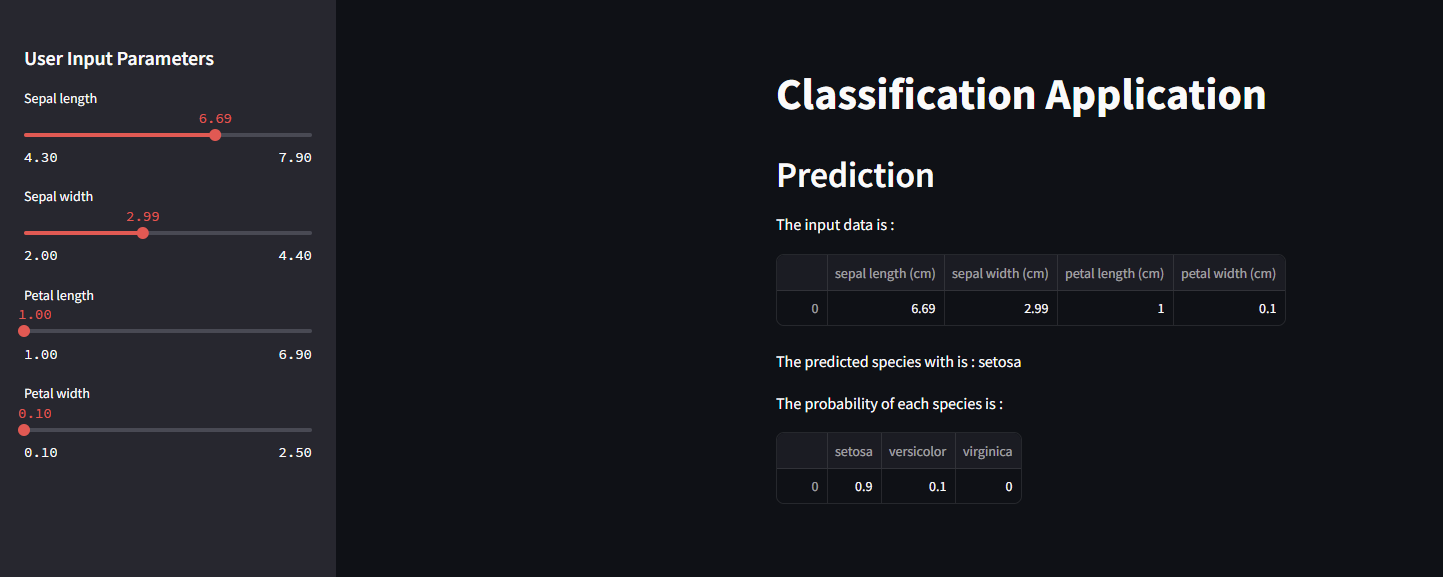 User Input Parameters
Sepal length
6.69
4.30 7.90
Sepal width
2.99
2.00 4.40
Petal length
1.00
1.00 6.90
Petal width
0.10
0.10 2.50
Classification Application
Prediction
The input data is :
sepal length (cm) sepal width (cm) petal length (cm) petal width (cm)
0 6.69 2.99 1 0.1
The predicted species with is : setosa
The probability of each species is :
setosa versicolor virginica
0 0.9 0.1 0